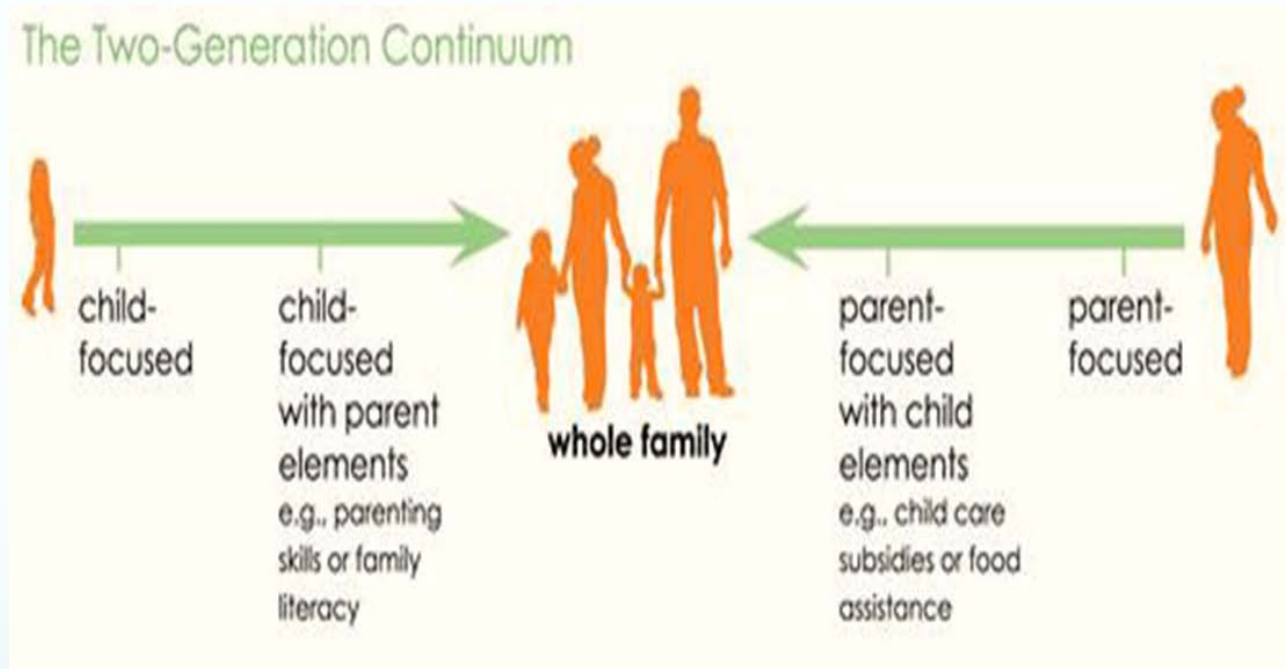 The Two-Generation Continuum
child-
focused
child-
focused
with parent
elements
e.g., parenting
skills or family
literacy
whole family
parent-
focused
with child
elements
e.g., child care
subsidies or food
assistance
parent-
focused